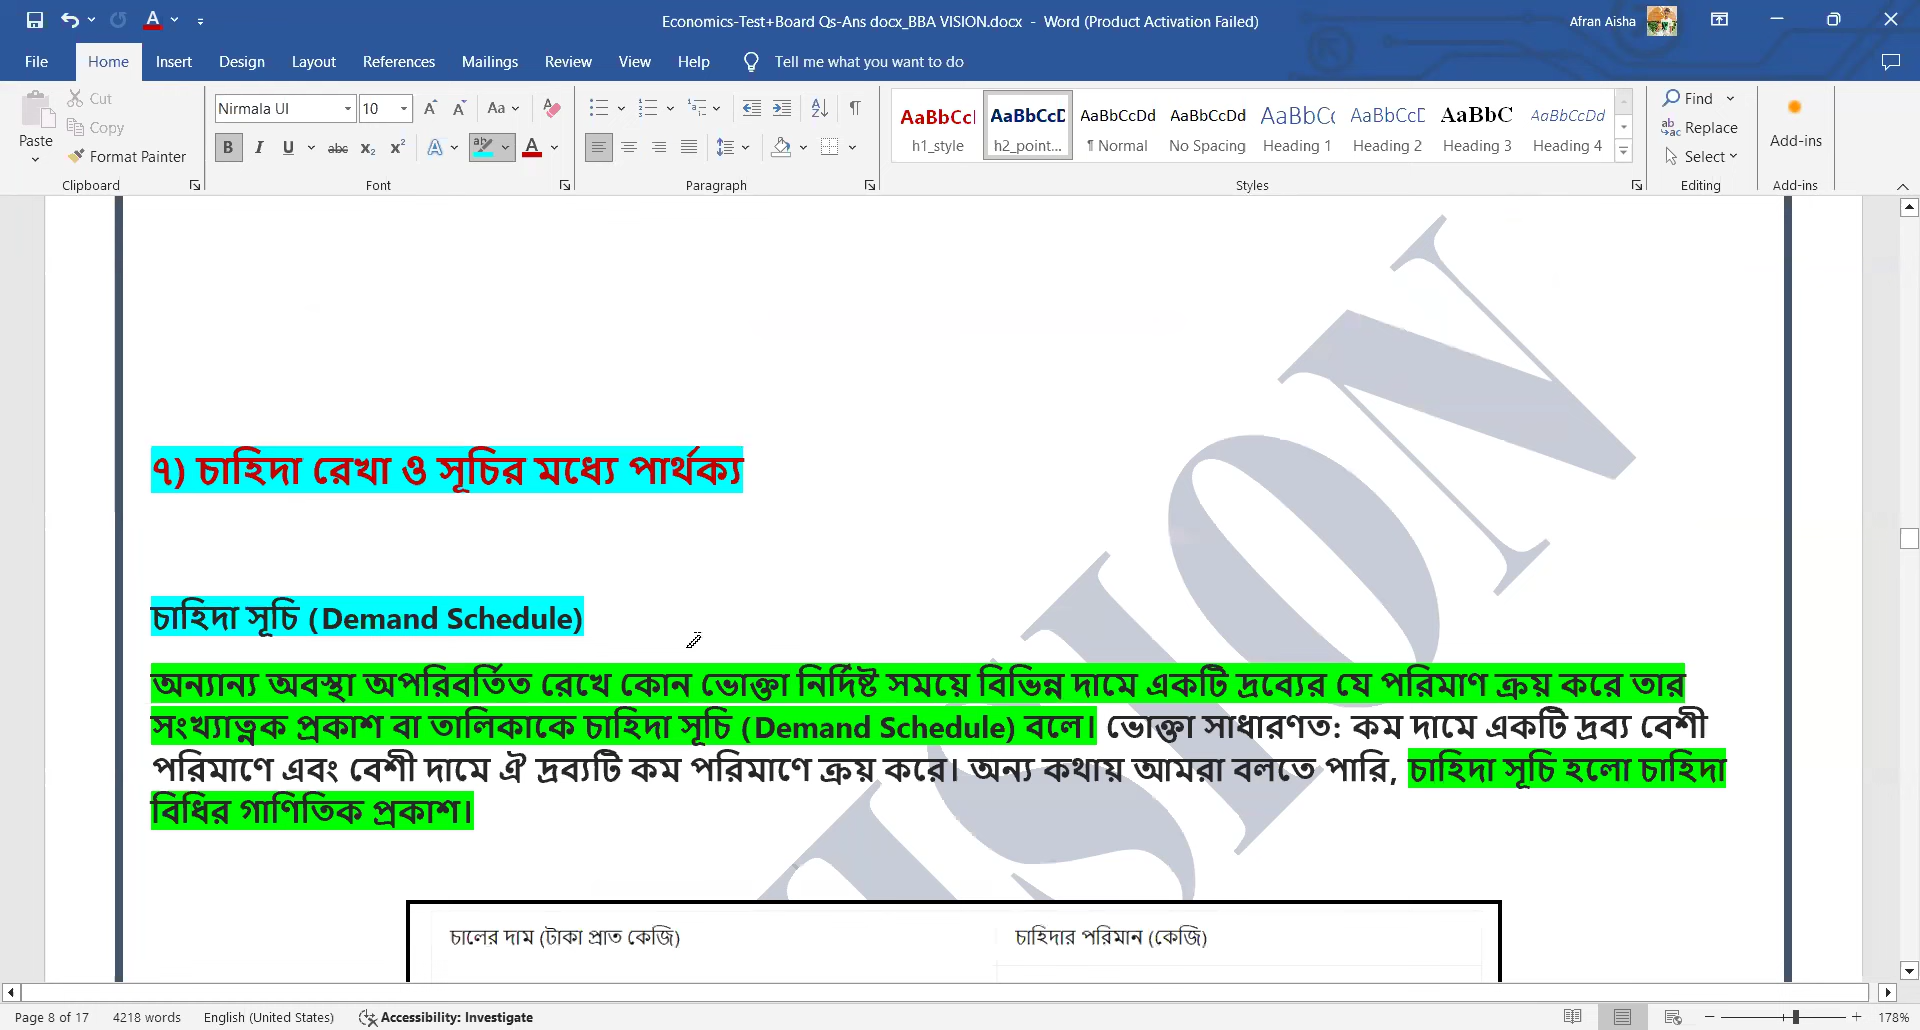 Economics-Test+Board Qs-Ans docx_BBA VISION.docx - Word (Product Activation Failed)
Afran Aisha
File Home Insert Design Layout References Mailings Review View Help Tell me what you want to do
Paste
Cut
Copy
Format Painter
Clipboard
Nirmala UI 10
Font
Paragraph
AaBbCcl AaBbCcD AaBbCcDd AaBbCcDd AaBbCc AaBbCcD AaBbC AaBbCcDd
h1_style h2_point... ¶ Normal No Spacing Heading 1 Heading 2 Heading 3 Heading 4
Styles
Find
Replace
Select
Editing
Add-ins
Add-ins
৭) চাহিদা রেখা ও সূচির মধ্যে পার্থক্য
চাহিদা সূচি (Demand Schedule)
অন্যান্য অবস্থা অপরিবর্তিত রেখে কোন ভোক্তা নির্দিষ্ট সময়ে বিভিন্ন দামে একটি দ্রব্যের যে পরিমাণ ক্রয় করে তার
সংখ্যাত্নক প্রকাশ বা তালিকাকে চাহিদা সূচি (Demand Schedule) বলে। ভোক্তা সাধারণত: কম দামে একটি দ্রব্য বেশী
পরিমাণে এবং বেশী দামে ঐ দ্রব্যটি কম পরিমাণে ক্রয় করে। অন্য কথায় আমরা বলতে পারি, চাহিদা সূচি হলো চাহিদা
বিধির গাণিতিক প্রকাশ।
চালের দাম (টাকা প্রাত কেজি) চাহিদার পরিমান (কেজি)
VISION
Page 8 of 17 4218 words English (United States) Accessibility: Investigate 178%